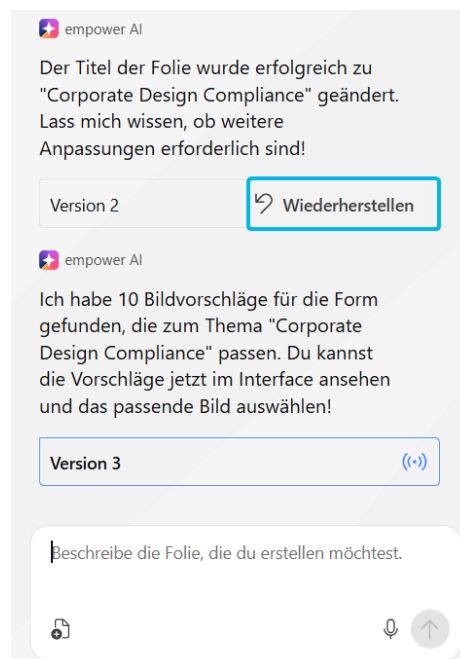 empower AI
Der Titel der Folie wurde erfolgreich zu
"Corporate Design Compliance" geändert.
Lass mich wissen, ob weitere
Anpassungen erforderlich sind!
Version 2
Wiederherstellen
empower AI
Ich habe 10 Bildvorschläge für die Form
gefunden, die zum Thema "Corporate
Design Compliance" passen. Du kannst
die Vorschläge jetzt im Interface ansehen
und das passende Bild auswählen!
Version 3
Beschreibe die Folie, die du erstellen möchtest.